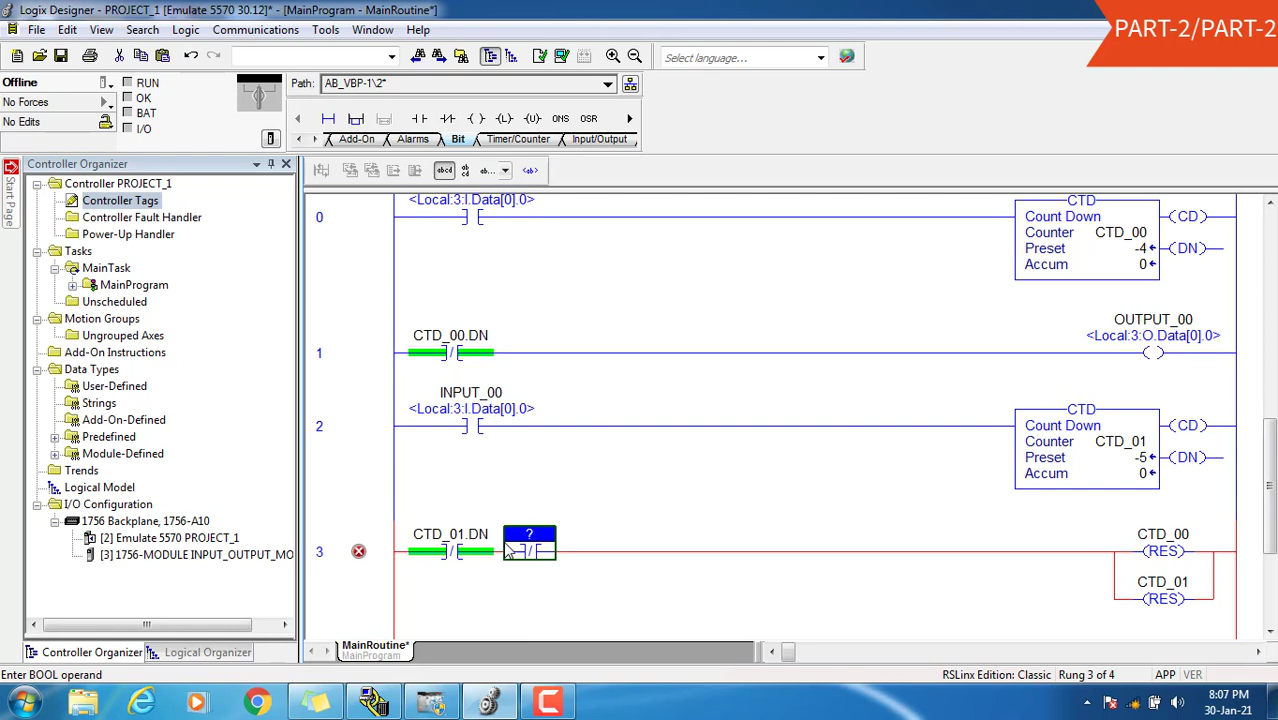 Logix Designer - PROJECT_1 [Emulate 5570 30.12]* - [MainProgram - MainRoutine*]
PART-2/PART-2
File Edit View Search Logic Communications Tools Window Help
Select language...
Offline
RUN
Path: AB_VBP-1\2*
No Forces
OK
No Edits
BAT
I/O
(L) (U) ONS OSR
Add-On Alarms Bit Timer/Counter Input/Output
Controller Organizer
abcd ab cd ab...
Start Page
Controller PROJECT_1
Controller Tags
Controller Fault Handler
Power-Up Handler
Tasks
MainTask
MainProgram
Unscheduled
Motion Groups
Ungrouped Axes
Add-On Instructions
Data Types
User-Defined
Strings
Add-On-Defined
Predefined
Module-Defined
Trends
Logical Model
I/O Configuration
1756 Backplane, 1756-A10
[2] Emulate 5570 PROJECT_1
[3] 1756-MODULE INPUT_OUTPUT_MO
Controller Organizer Logical Organizer
<Local:3:I.Data[0].0>
0
CTD
Count Down (CD)
Counter CTD_00
Preset -4 (DN)
Accum 0
CTD_00.DN
OUTPUT_00
<Local:3:O.Data[0].0>
1
INPUT_00
<Local:3:I.Data[0].0>
2
CTD
Count Down (CD)
Counter CTD_01
Preset -5 (DN)
Accum 0
CTD_01.DN ? CTD_00
3 (RES)
CTD_01
(RES)
MainRoutine*
MainProgram
Enter BOOL operand
RSLinx Edition: Classic Rung 3 of 4 APP VER
8:07 PM
30-Jan-21